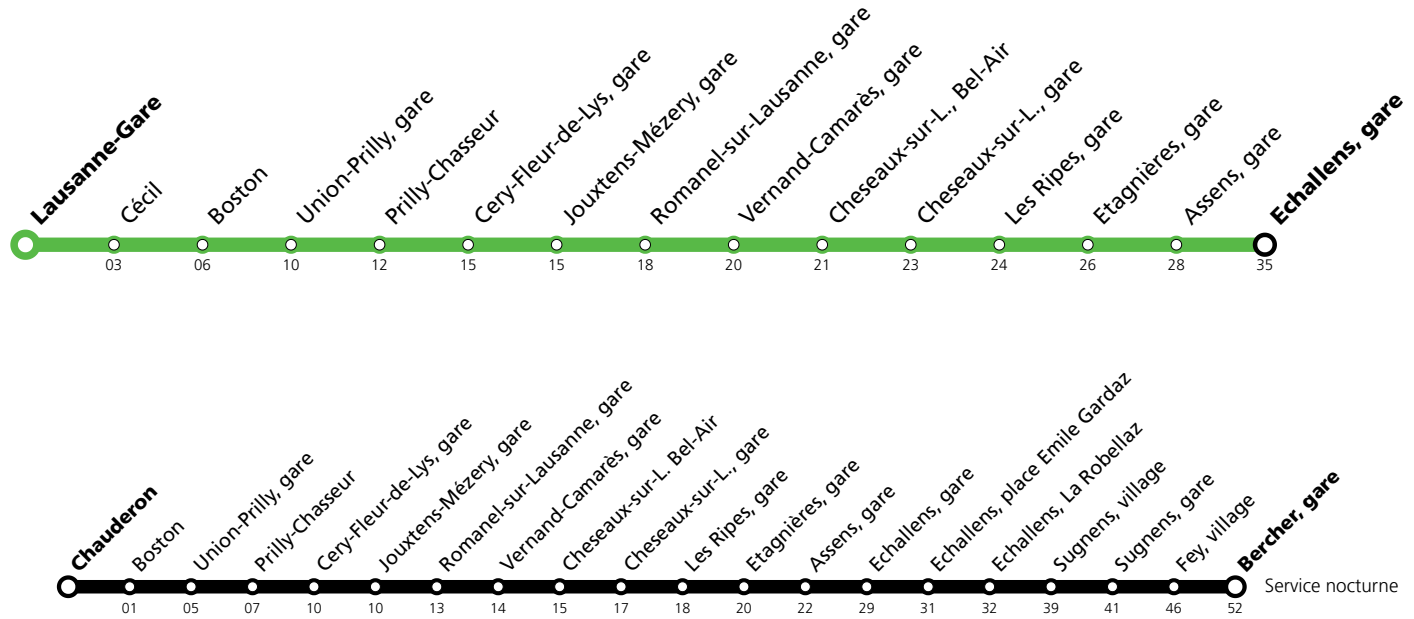 Lausanne-Gare
Cécil
Boston
Union-Prilly, gare
Prilly-Chasseur
Cery-Fleur-de-Lys, gare
Jouxtens-Mézery, gare
Romanel-sur-Lausanne, gare
Vernand-Camarès, gare
Cheseaux-sur-L., Bel-Air
Cheseaux-sur-L., gare
Les Ripes, gare
Etagnières, gare
Assens, gare
Echallens, gare
03 06 10 12 15 15 18 20 21 23 24 26 28 35
Chauderon
Boston
Union-Prilly, gare
Prilly-Chasseur
Cery-Fleur-de-Lys, gare
Jouxtens-Mézery, gare
Romanel-sur-Lausanne, gare
Vernand-Camarès, gare
Cheseaux-sur-L. Bel-Air
Cheseaux-sur-L., gare
Les Ripes, gare
Etagnières, gare
Assens, gare
Echallens, gare
Echallens, place Emile Gardaz
Echallens, La Robellaz
Sugnens, village
Sugnens, gare
Fey, village
Bercher, gare
Service nocturne
01 05 07 10 10 13 14 15 17 18 20 22 29 31 32 39 41 46 52